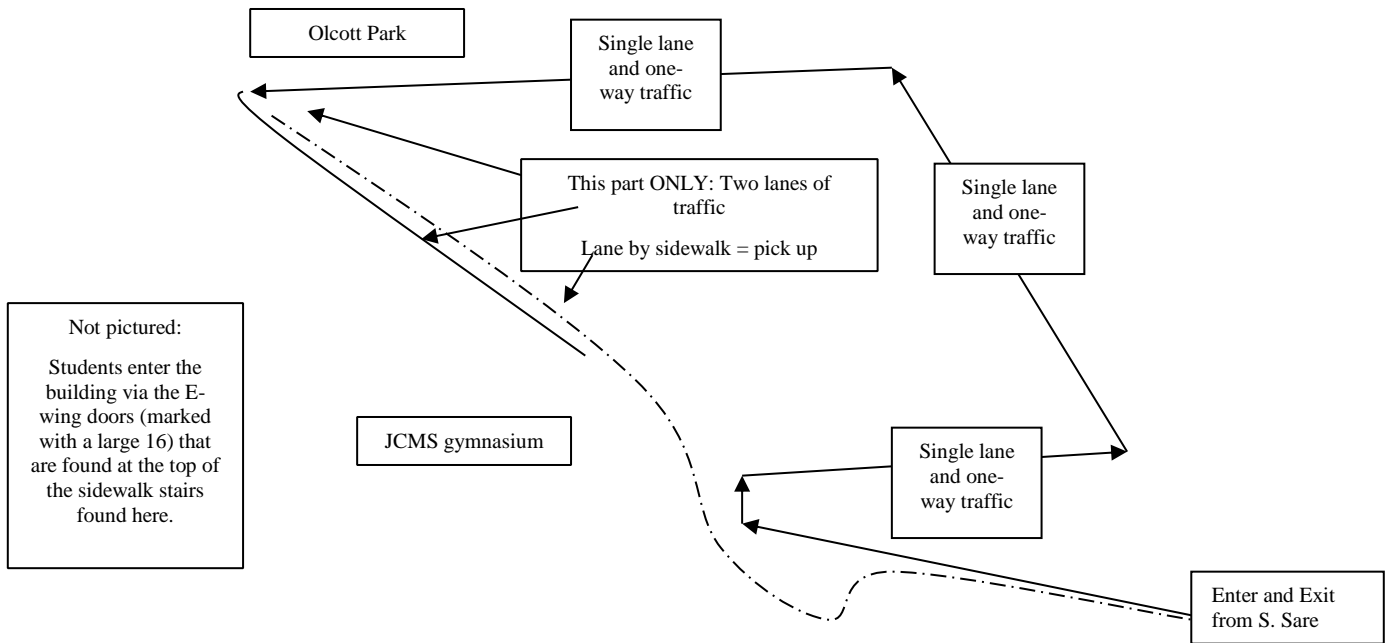 Olcott Park
Single lane
and one-
way traffic
This part ONLY: Two lanes of
traffic
Lane by sidewalk = pick up
Single lane
and one-
way traffic
Not pictured:
Students enter the
building via the E-
wing doors (marked
with a large 16) that
are found at the top of
the sidewalk stairs
found here.
JCMS gymnasium
Single lane
and one-
way traffic
Enter and Exit
from S. Sare